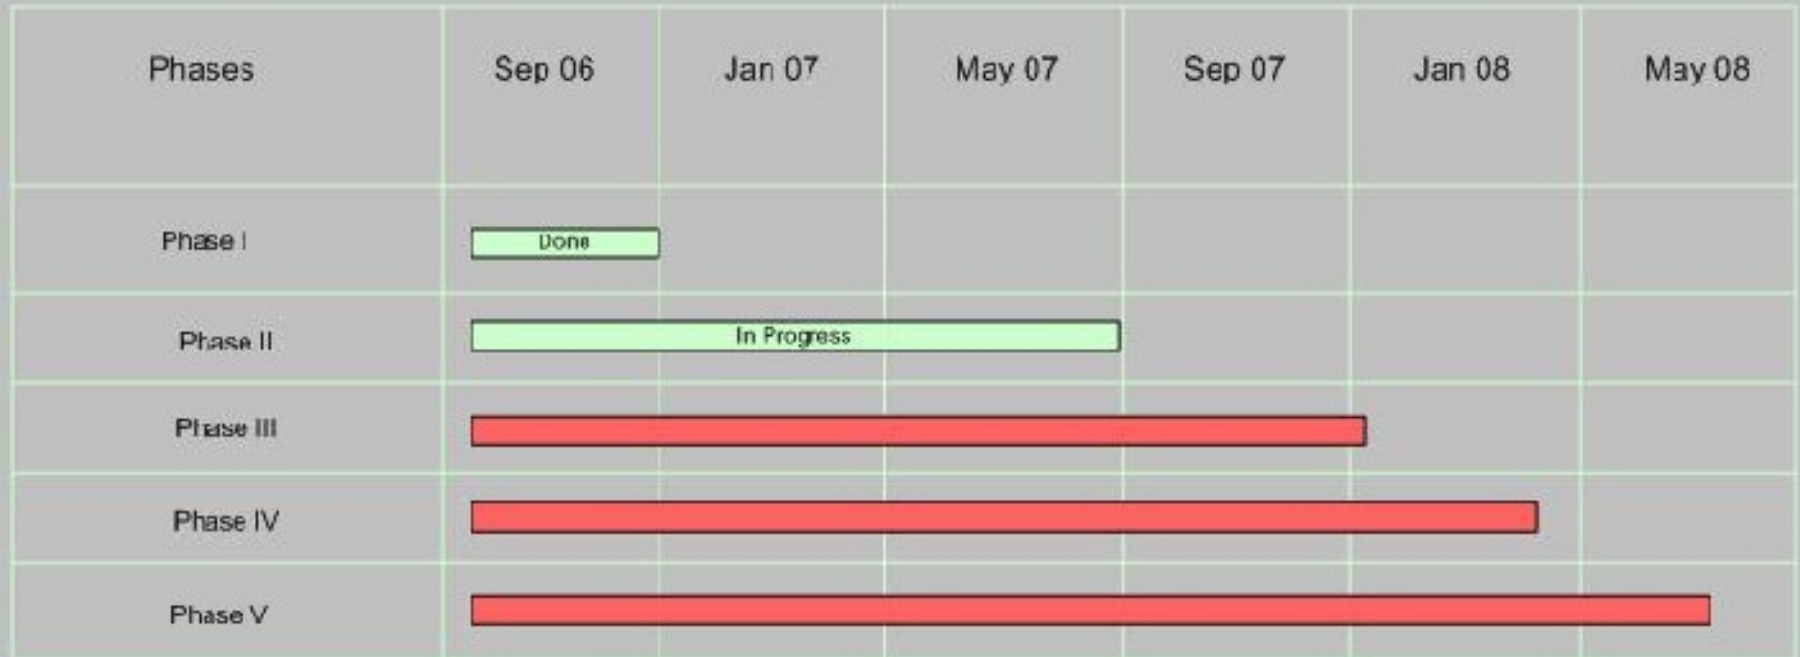 Phases Sep 06 Jan 07 May 07 Sep 07 Jan 08 May 08
Phase I Done
Phase II In Progress
Phase III
Phase IV
Phase V